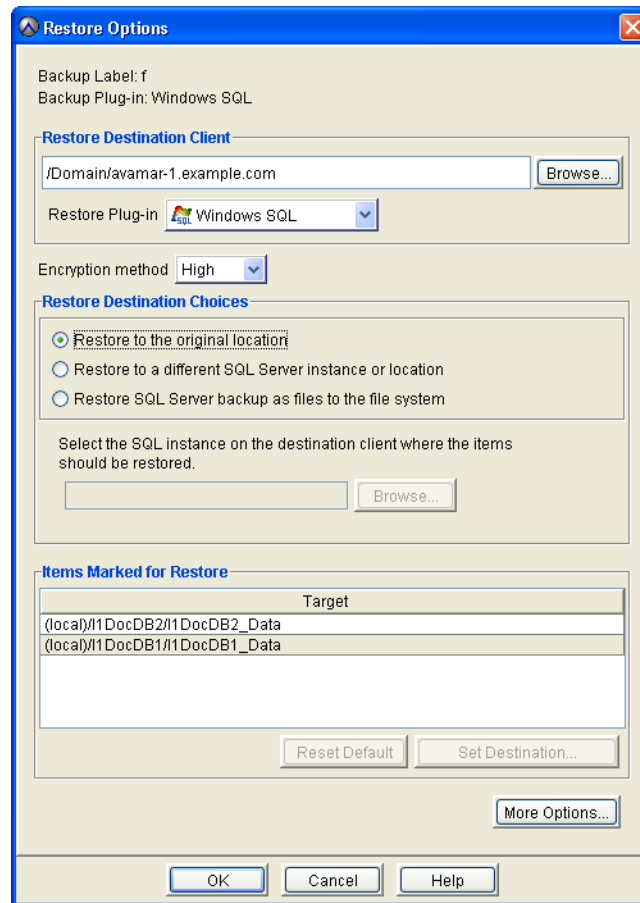 Restore Options
Backup Label: f
Backup Plug-in: Windows SQL
Restore Destination Client
/Domain/avamar-1.example.com Browse...
Restore Plug-in SQL Windows SQL
Encryption method High
Restore Destination Choices
Restore to the original location
Restore to a different SQL Server instance or location
Restore SQL Server backup as files to the file system
Select the SQL instance on the destination client where the items
should be restored.
Browse...
Items Marked for Restore
Target
(local)/I1DocDB2/I1DocDB2_Data
(local)/I1DocDB1/I1DocDB1_Data
Reset Default Set Destination...
More Options...
OK Cancel Help